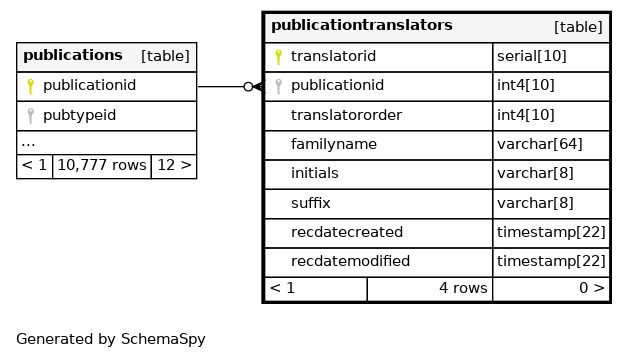 publications [table]
publicationid
pubtypeid
...
< 1 10,777 rows 12 >
publicationtranslators [table]
translatorid serial[10]
publicationid int4[10]
translatororder int4[10]
familyname varchar[64]
initials varchar[8]
suffix varchar[8]
recdatecreated timestamp[22]
recdatemodified timestamp[22]
< 1 4 rows 0 >
Generated by SchemaSpy